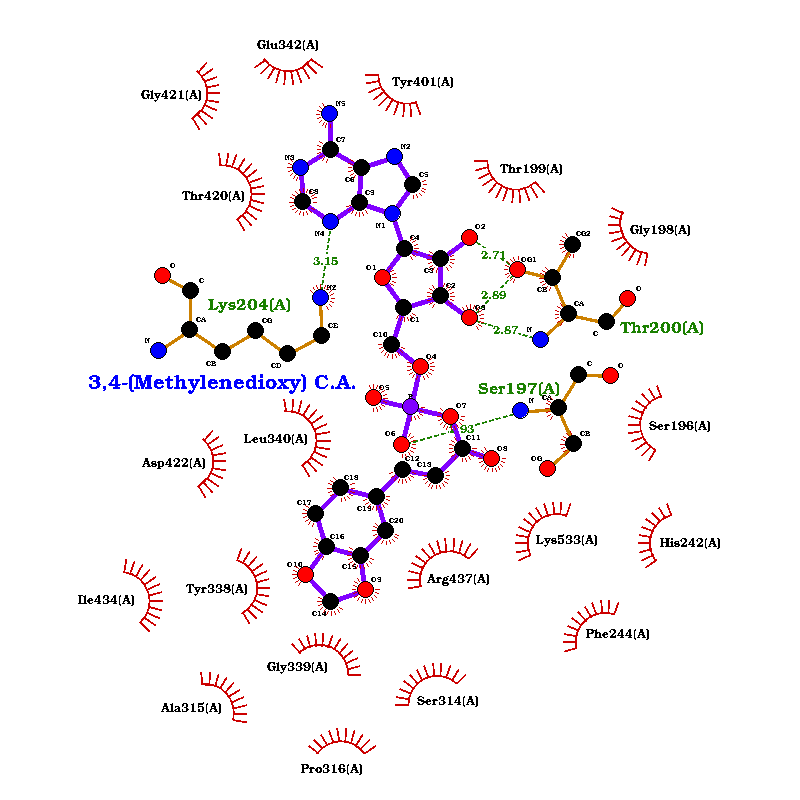 Glu342(A)
Gly421(A)
Tyr401(A)
N5
C7
N3
N2
C6
C5
C8
C9
Thr420(A)
Thr199(A)
N4
N1
O2
Gly198(A)
C4
C3
CG2
3.15
2.71
OG1
CB
O1
NZ
O
C
Lys204(A)
C2
2.89
C1
O3
CA
O
C
Thr200(A)
CA
CG
CE
N
CB
CD
2.87
N
C10
O4
3,4-(Methylenedioxy) C.A.
Ser197(A)
C
O
O5
P
O7
N
CA
2.93
Leu340(A)
O6
C11
O8
CB
OG
Ser196(A)
Asp422(A)
C12
C13
C18
C19
C17
C20
C16
C15
Lys533(A)
His242(A)
O10
O9
C14
Tyr338(A)
Arg437(A)
Ile434(A)
Phe244(A)
Gly339(A)
Ala315(A)
Ser314(A)
Pro316(A)